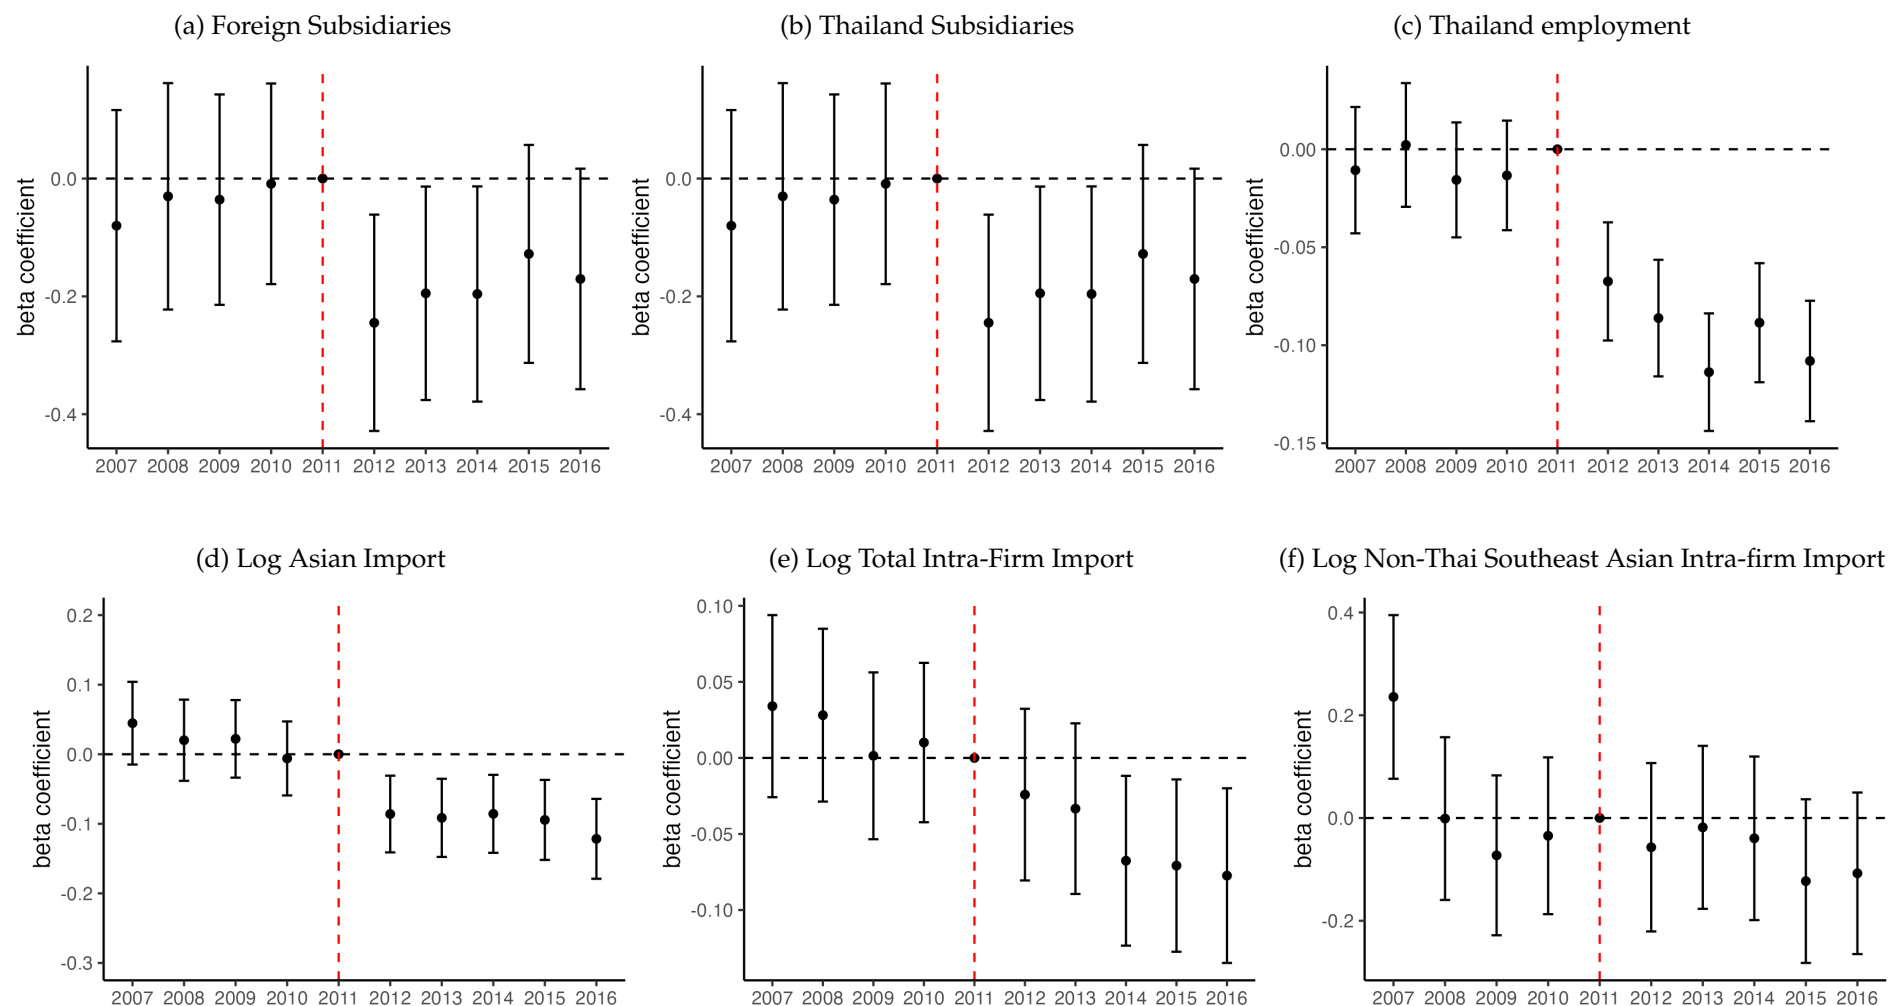 (a) Foreign Subsidiaries
beta coefficient
0.0
-0.2
-0.4
2007 2008 2009 2010 2011 2012 2013 2014 2015 2016
(b) Thailand Subsidiaries
beta coefficient
0.0
-0.2
-0.4
2007 2008 2009 2010 2011 2012 2013 2014 2015 2016
(c) Thailand employment
beta coefficient
0.00
-0.05
-0.10
-0.15
2007 2008 2009 2010 2011 2012 2013 2014 2015 2016
(d) Log Asian Import
beta coefficient
0.2
0.1
0.0
-0.1
-0.2
-0.3
2007 2008 2009 2010 2011 2012 2013 2014 2015 2016
(e) Log Total Intra-Firm Import
beta coefficient
0.10
0.05
0.00
-0.05
-0.10
2007 2008 2009 2010 2011 2012 2013 2014 2015 2016
(f) Log Non-Thai Southeast Asian Intra-firm Import
beta coefficient
0.4
0.2
0.0
-0.2
2007 2008 2009 2010 2011 2012 2013 2014 2015 2016